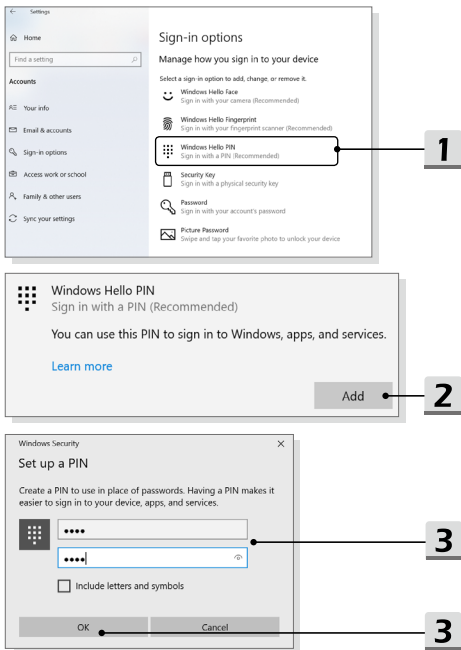 Settings
Home
Find a setting
Accounts
Your info
Email & accounts
Sign-in options
Access work or school
Family & other users
Sync your settings
Sign-in options
Manage how you sign in to your device
Select a sign-in option to add, change, or remove it.
Windows Hello Face
Sign in with your camera (Recommended)
Windows Hello Fingerprint
Sign in with your fingerprint scanner (Recommended)
Windows Hello PIN
Sign in with a PIN (Recommended)
Security Key
Sign in with a physical security key
Password
Sign in with your account's password
Picture Password
Swipe and tap your favorite photo to unlock your device
1
Windows Hello PIN
Sign in with a PIN (Recommended)
You can use this PIN to sign in to Windows, apps, and services.
Learn more
Add
2
Windows Security
Set up a PIN
Create a PIN to use in place of passwords. Having a PIN makes it
easier to sign in to your device, apps, and services.
••••
••••
3
Include letters and symbols
OK Cancel
3